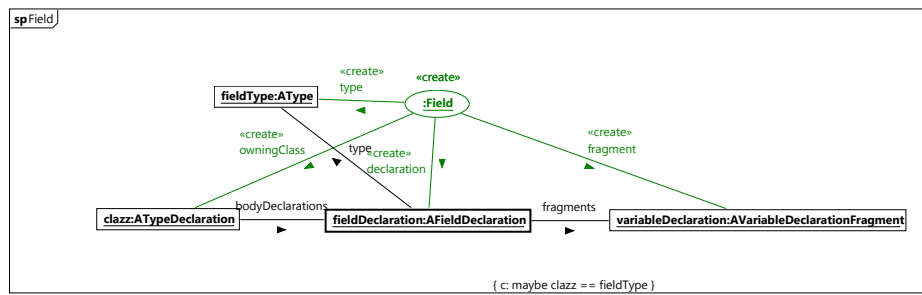 sp Field
«create»
type
«create»
fieldType:AType
:Field
«create»
owningClass
type
«create»
declaration
«create»
fragment
clazz:ATypeDeclaration
bodyDeclarations
fieldDeclaration:AFieldDeclaration
fragments
variableDeclaration:AVariableDeclarationFragment
{ c: maybe clazz == fieldType }